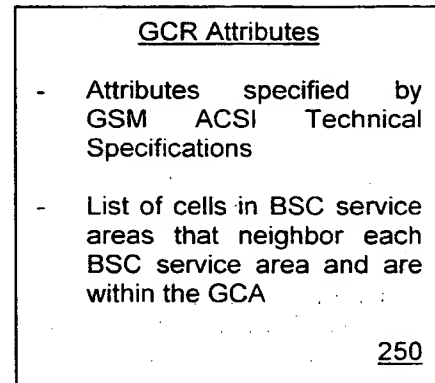 GCR Attributes
- Attributes specified by
GSM ACSI Technical
Specifications
- List of cells in BSC service
areas that neighbor each
BSC service area and are
within the GCA
250